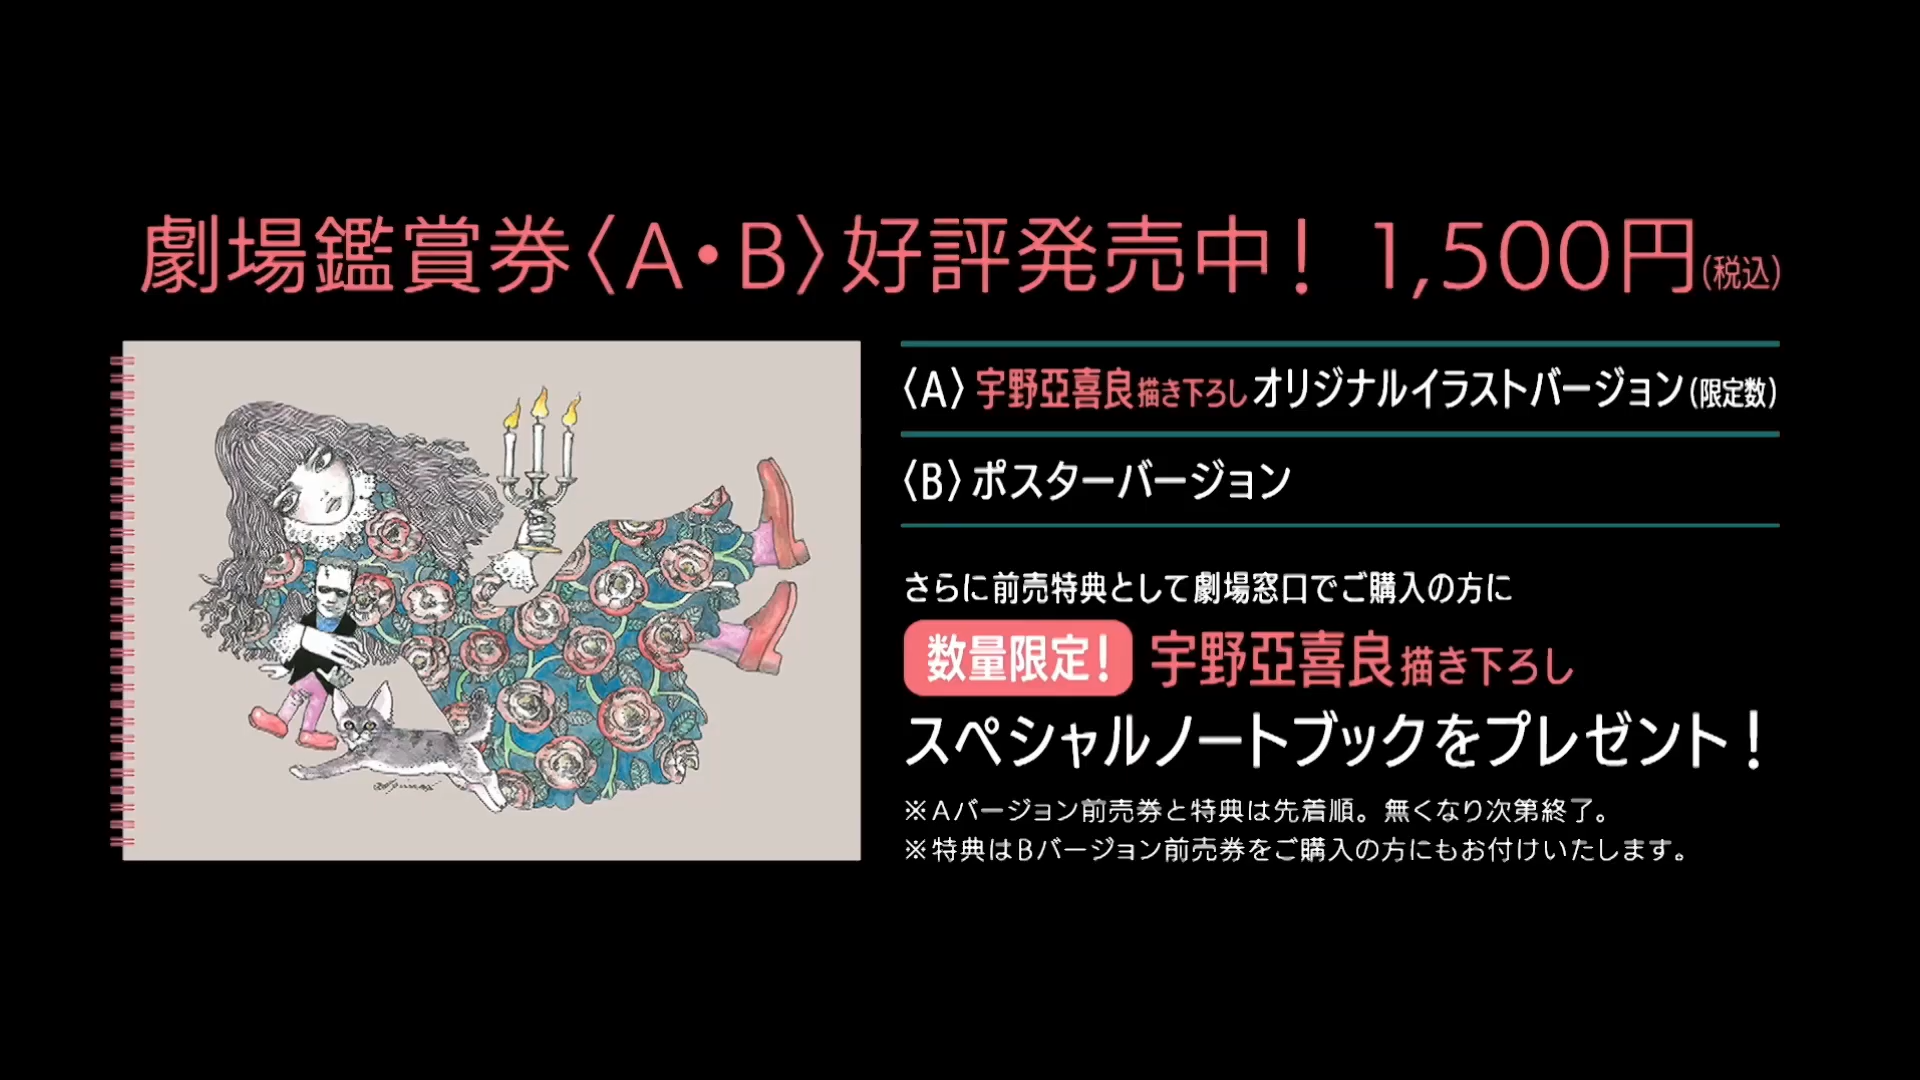 劇場鑑賞券〈A・B〉好評発売中！ 1,500円(税込)
〈A〉宇野亞喜良描き下ろしオリジナルイラストバージョン(限定数)
〈B〉ポスターバージョン
さらに前売特典として劇場窓口でご購入の方に
数量限定！ 宇野亞喜良描き下ろし
スペシャルノートブックをプレゼント！
※Aバージョン前売券と特典は先着順。無くなり次第終了。
※特典はBバージョン前売券をご購入の方にもお付けいたします。